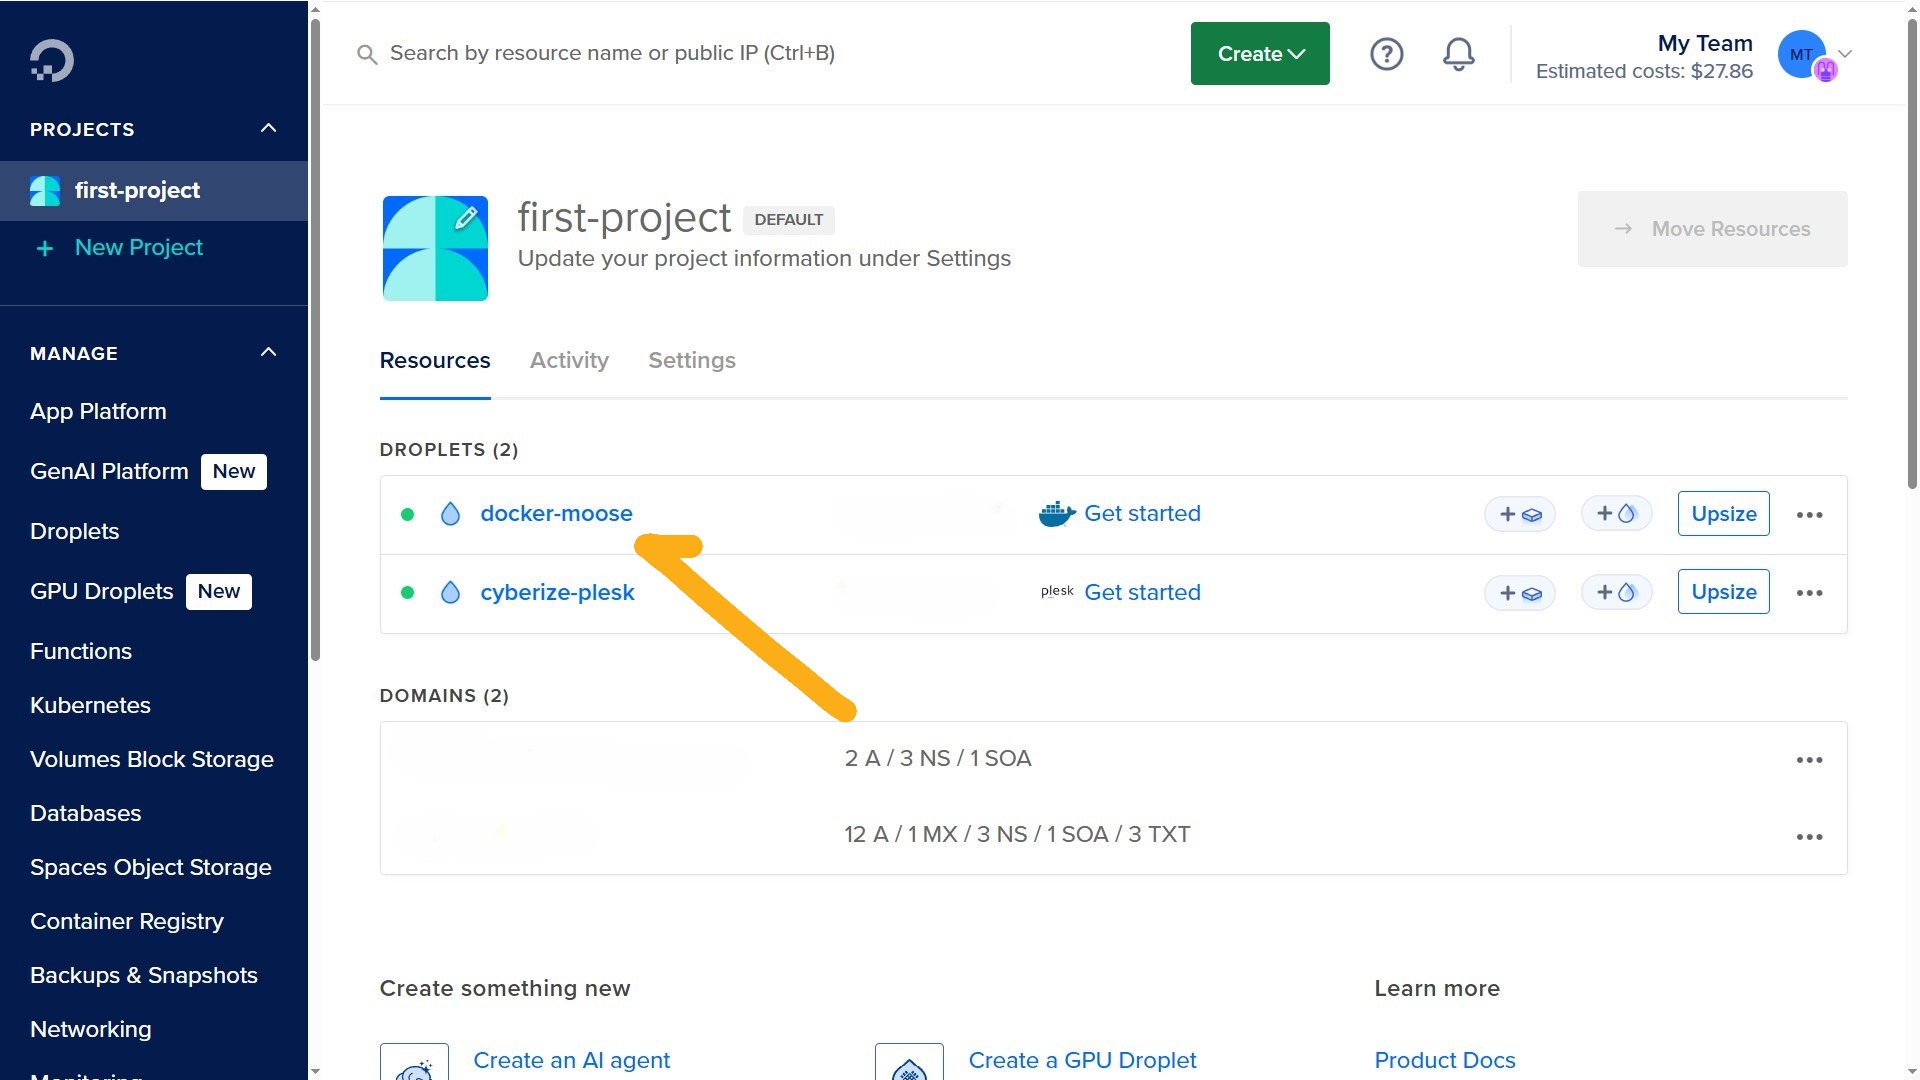 Search by resource name or public IP (Ctrl+B)
Create
My Team
Estimated costs: $27.86
MT
PROJECTS
first-project
+ New Project
MANAGE
App Platform
GenAI Platform New
Droplets
GPU Droplets New
Functions
Kubernetes
Volumes Block Storage
Databases
Spaces Object Storage
Container Registry
Backups & Snapshots
Networking
Monitoring
first-project DEFAULT
Update your project information under Settings
→ Move Resources
Resources Activity Settings
DROPLETS (2)
docker-moose Get started + + Upsize ...
cyberize-plesk plesk Get started + + Upsize ...
DOMAINS (2)
2 A / 3 NS / 1 SOA ...
12 A / 1 MX / 3 NS / 1 SOA / 3 TXT ...
Create something new
Learn more
Create an AI agent
Create a GPU Droplet
Product Docs